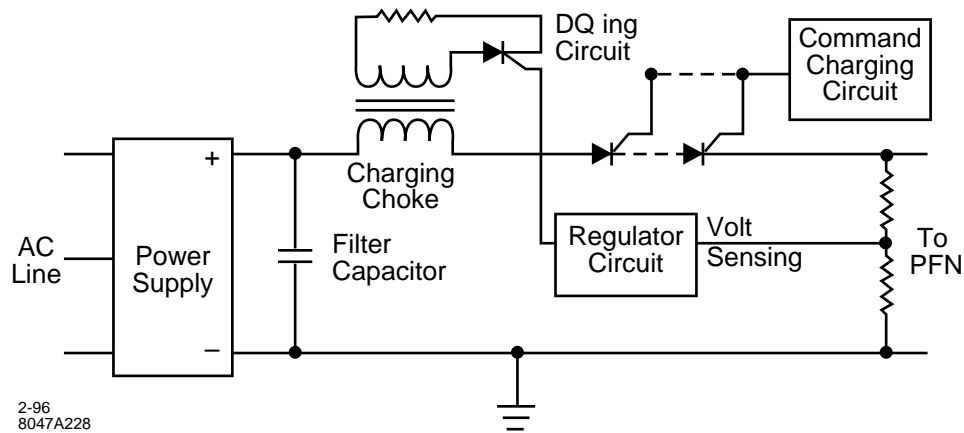 DQ ing
Circuit
Command
Charging
Circuit
+
Charging
Choke
AC
Line
Power
Supply
Filter
Capacitor
Regulator
Circuit
Volt
Sensing
To
PFN
–
2-96
8047A228